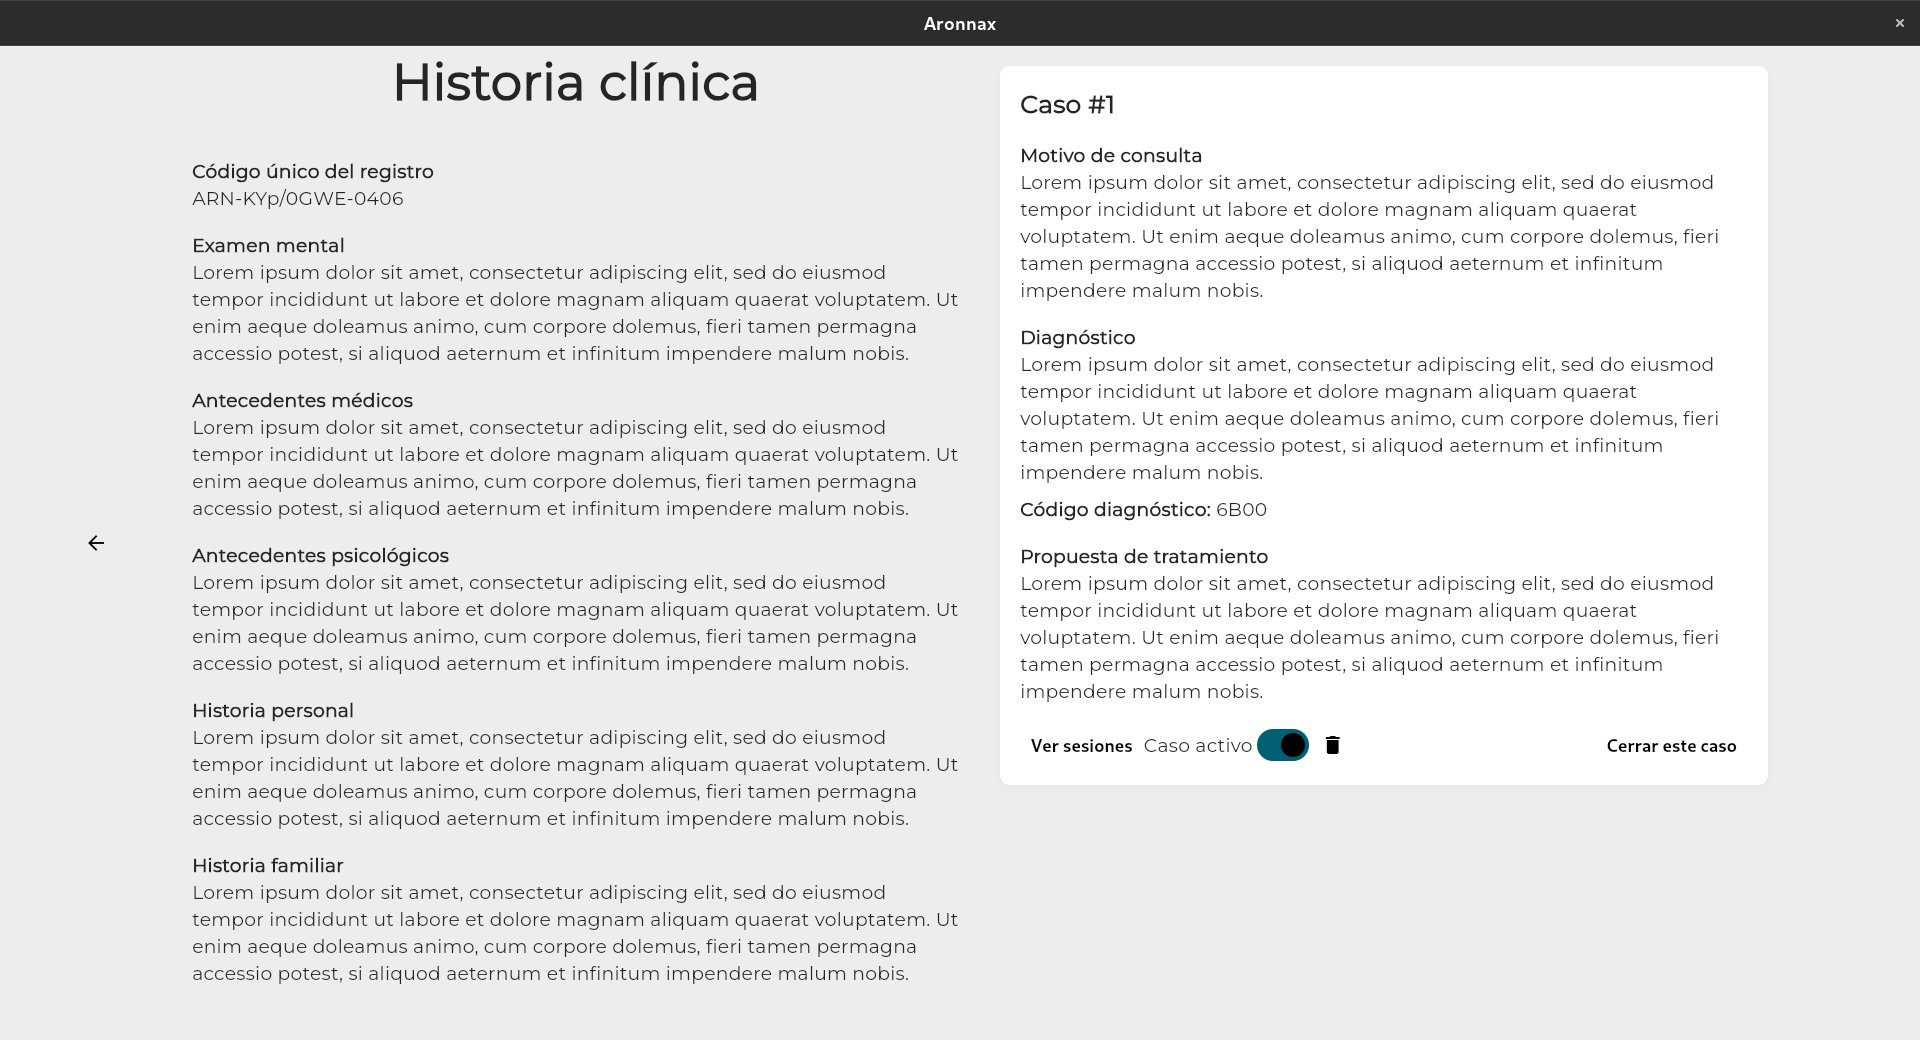 Aronnax
Historia clínica
Código único del registro
ARN-KYp/0GWE-0406
Examen mental
Lorem ipsum dolor sit amet, consectetur adipiscing elit, sed do eiusmod
tempor incididunt ut labore et dolore magnam aliquam quaerat voluptatem. Ut
enim aeque doleamus animo, cum corpore dolemus, fieri tamen permagna
accessio potest, si aliquod aeternum et infinitum impendere malum nobis.
Antecedentes médicos
Lorem ipsum dolor sit amet, consectetur adipiscing elit, sed do eiusmod
tempor incididunt ut labore et dolore magnam aliquam quaerat voluptatem. Ut
enim aeque doleamus animo, cum corpore dolemus, fieri tamen permagna
accessio potest, si aliquod aeternum et infinitum impendere malum nobis.
Antecedentes psicológicos
Lorem ipsum dolor sit amet, consectetur adipiscing elit, sed do eiusmod
tempor incididunt ut labore et dolore magnam aliquam quaerat voluptatem. Ut
enim aeque doleamus animo, cum corpore dolemus, fieri tamen permagna
accessio potest, si aliquod aeternum et infinitum impendere malum nobis.
Historia personal
Lorem ipsum dolor sit amet, consectetur adipiscing elit, sed do eiusmod
tempor incididunt ut labore et dolore magnam aliquam quaerat voluptatem. Ut
enim aeque doleamus animo, cum corpore dolemus, fieri tamen permagna
accessio potest, si aliquod aeternum et infinitum impendere malum nobis.
Historia familiar
Lorem ipsum dolor sit amet, consectetur adipiscing elit, sed do eiusmod
tempor incididunt ut labore et dolore magnam aliquam quaerat voluptatem. Ut
enim aeque doleamus animo, cum corpore dolemus, fieri tamen permagna
accessio potest, si aliquod aeternum et infinitum impendere malum nobis.
Caso #1
Motivo de consulta
Lorem ipsum dolor sit amet, consectetur adipiscing elit, sed do eiusmod
tempor incididunt ut labore et dolore magnam aliquam quaerat
voluptatem. Ut enim aeque doleamus animo, cum corpore dolemus, fieri
tamen permagna accessio potest, si aliquod aeternum et infinitum
impendere malum nobis.
Diagnóstico
Lorem ipsum dolor sit amet, consectetur adipiscing elit, sed do eiusmod
tempor incididunt ut labore et dolore magnam aliquam quaerat
voluptatem. Ut enim aeque doleamus animo, cum corpore dolemus, fieri
tamen permagna accessio potest, si aliquod aeternum et infinitum
impendere malum nobis.
Código diagnóstico: 6B00
Propuesta de tratamiento
Lorem ipsum dolor sit amet, consectetur adipiscing elit, sed do eiusmod
tempor incididunt ut labore et dolore magnam aliquam quaerat
voluptatem. Ut enim aeque doleamus animo, cum corpore dolemus, fieri
tamen permagna accessio potest, si aliquod aeternum et infinitum
impendere malum nobis.
Ver sesiones Caso activo Cerrar este caso